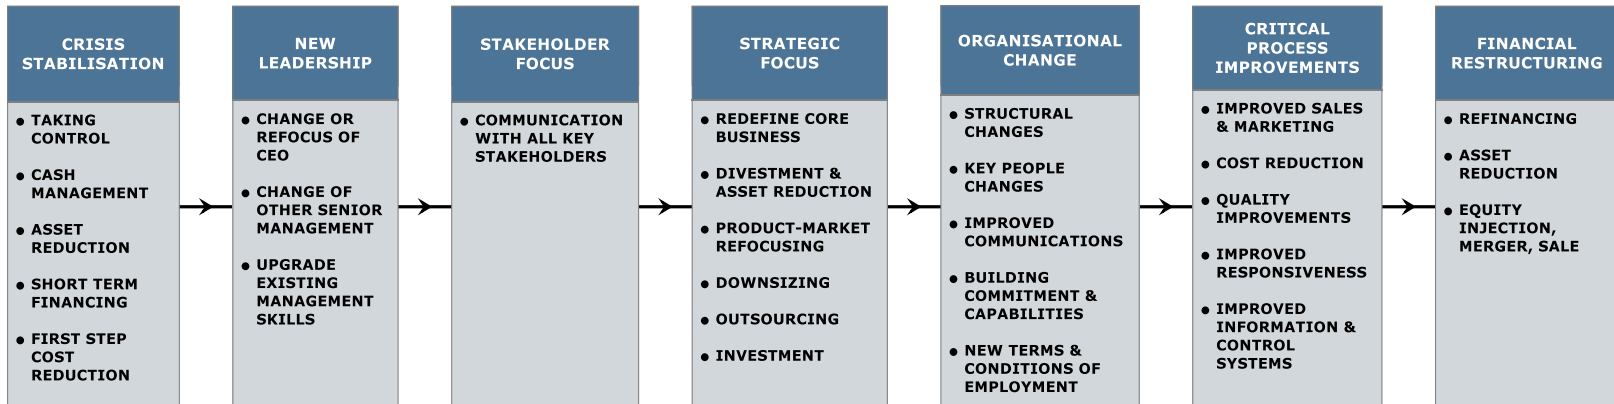 CRISIS
STABILISATION
● TAKING
CONTROL
● CASH
MANAGEMENT
● ASSET
REDUCTION
● SHORT TERM
FINANCING
● FIRST STEP
COST
REDUCTION
NEW
LEADERSHIP
● CHANGE OR
REFOCUS OF
CEO
● CHANGE OF
OTHER SENIOR
MANAGEMENT
● UPGRADE
EXISTING
MANAGEMENT
SKILLS
STAKEHOLDER
FOCUS
● COMMUNICATION
WITH ALL KEY
STAKEHOLDERS
STRATEGIC
FOCUS
● REDEFINE CORE
BUSINESS
● DIVESTMENT &
ASSET REDUCTION
● PRODUCT-MARKET
REFOCUSING
● DOWNSIZING
● OUTSOURCING
● INVESTMENT
ORGANISATIONAL
CHANGE
● STRUCTURAL
CHANGES
● KEY PEOPLE
CHANGES
● IMPROVED
COMMUNICATIONS
● BUILDING
COMMITMENT &
CAPABILITIES
● NEW TERMS &
CONDITIONS OF
EMPLOYMENT
CRITICAL
PROCESS
IMPROVEMENTS
● IMPROVED SALES
& MARKETING
● COST REDUCTION
● QUALITY
IMPROVEMENTS
● IMPROVED
RESPONSIVENESS
● IMPROVED
INFORMATION &
CONTROL
SYSTEMS
FINANCIAL
RESTRUCTURING
● REFINANCING
● ASSET
REDUCTION
● EQUITY
INJECTION,
MERGER, SALE